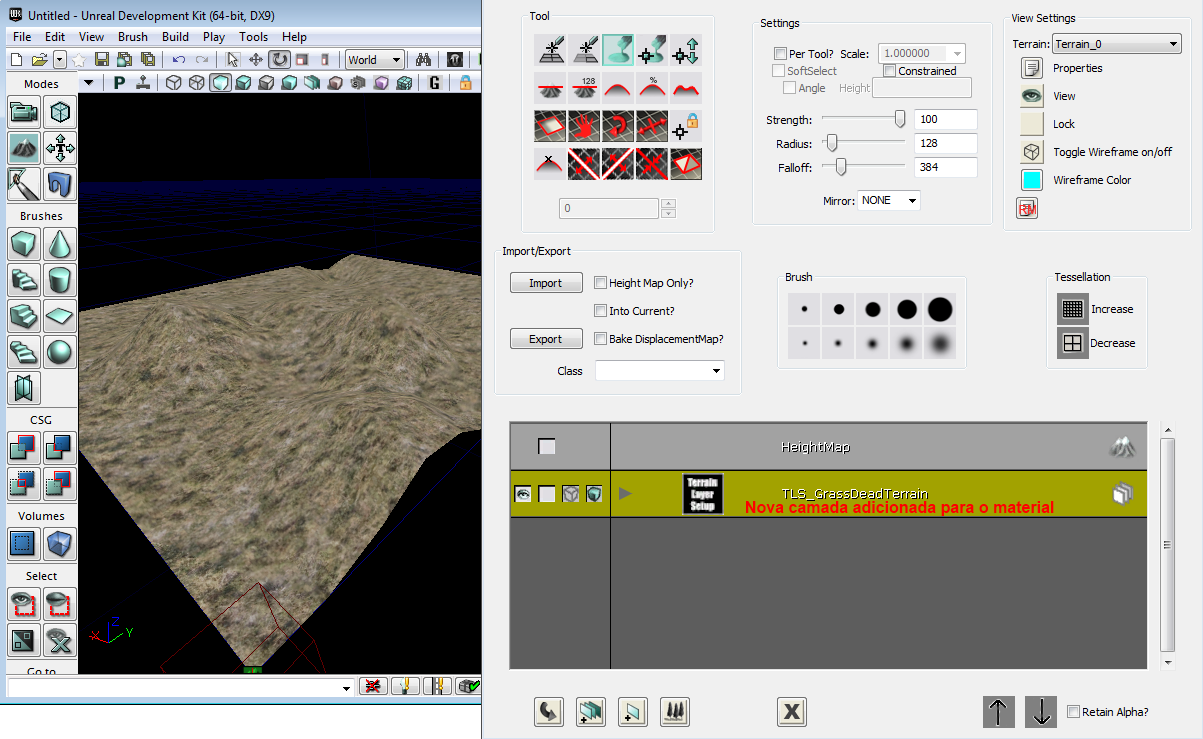 Untitled - Unreal Development Kit (64-bit, DX9)
File Edit View Brush Build Play Tools Help
World
Modes
P
G
Brushes
CSG
Volumes
Select
Go to
X
Z
Y
Tool
128
%
0
Settings
Per Tool? Scale: 1.000000
SoftSelect Constrained
Angle Height
Strength: 100
Radius: 128
Falloff: 384
Mirror: NONE
View Settings
Terrain: Terrain_0
Properties
View
Lock
Toggle Wireframe on/off
Wireframe Color
Import/Export
Import Height Map Only?
Into Current?
Export Bake DisplacementMap?
Class
Brush
Tessellation
Increase
Decrease
HeightMap
Terrain
Layer
Setup
TLS_GrassDeadTerrain
Nova camada adicionada para o material
X
Retain Alpha?